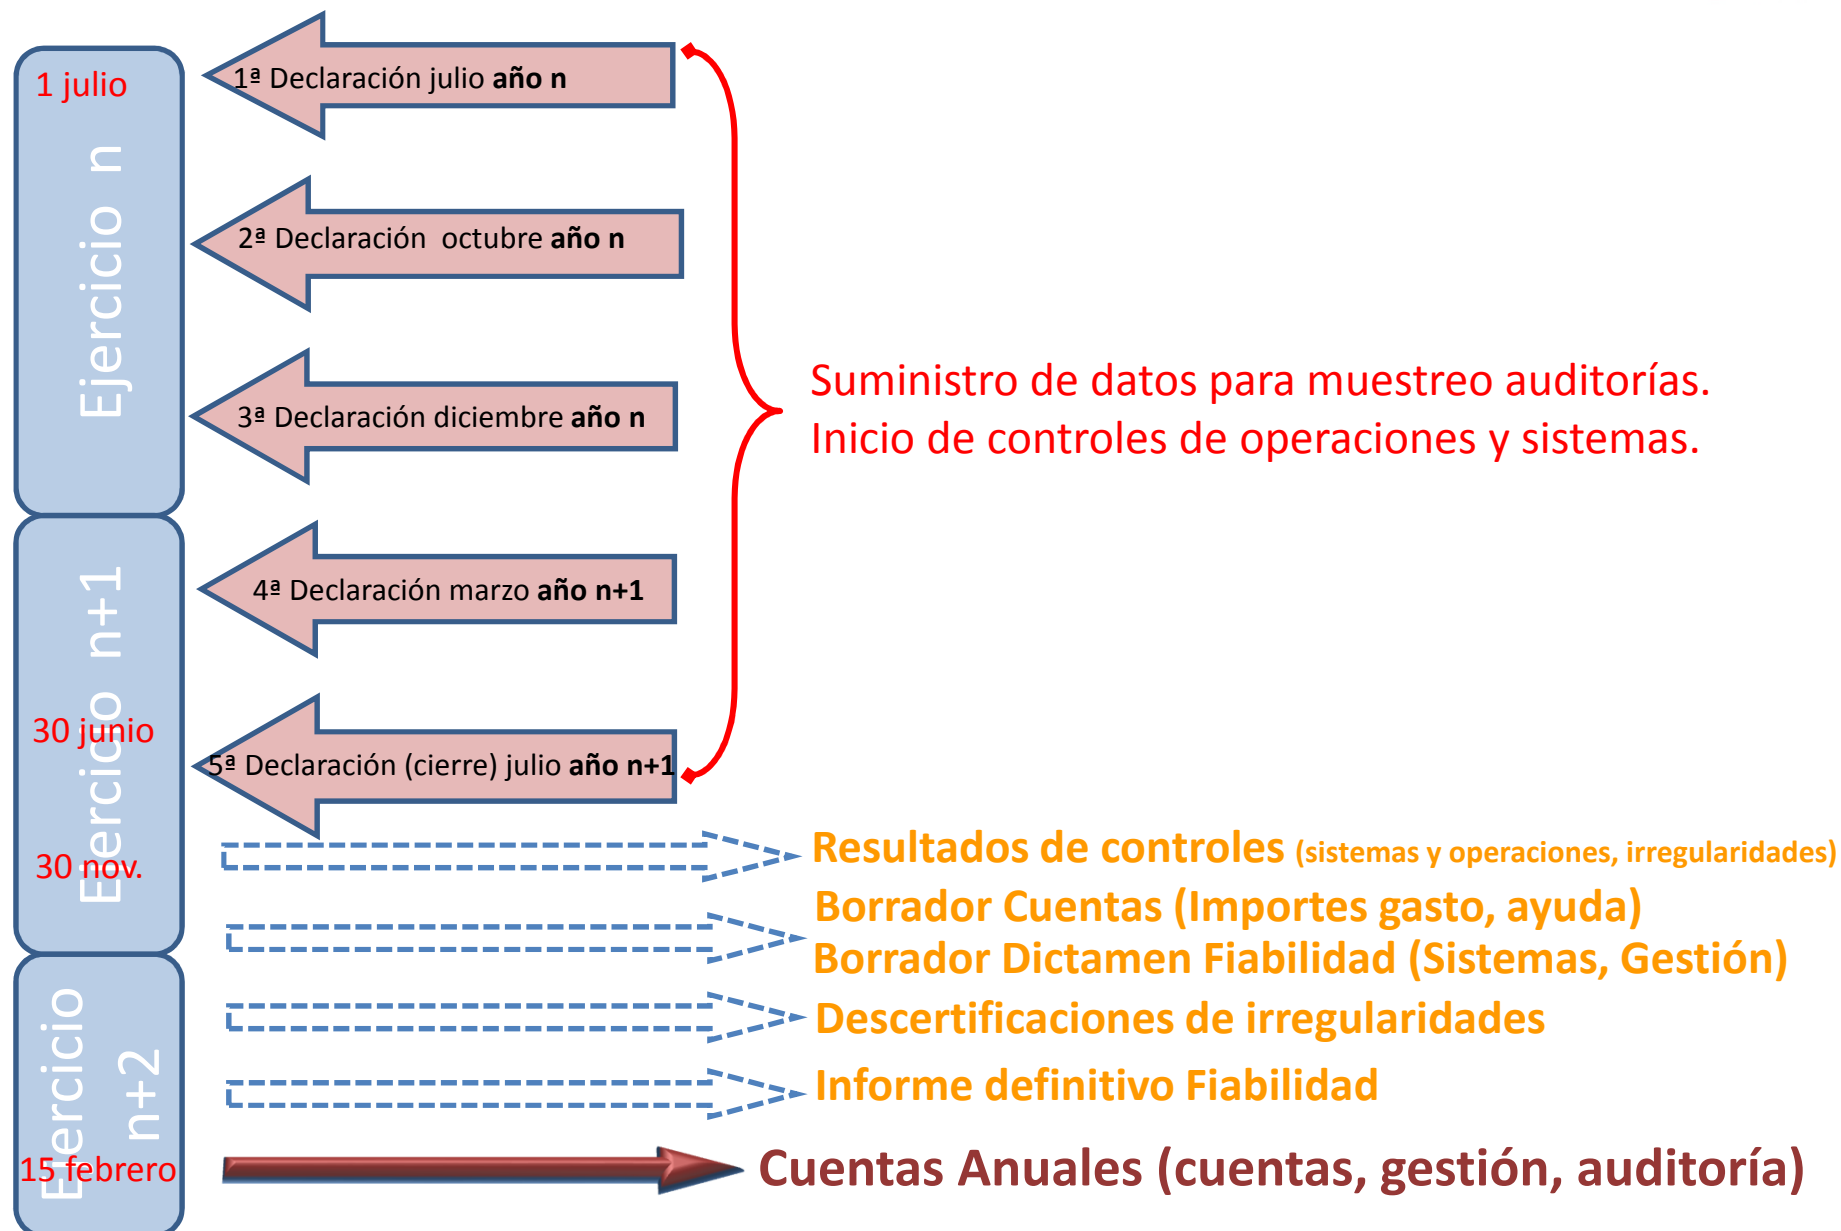 1 julio
Ejercicio n
1ª Declaración julio año n
2ª Declaración octubre año n
3ª Declaración diciembre año n
Suministro de datos para muestreo auditorías.
Inicio de controles de operaciones y sistemas.
Ejercicio n+1
4ª Declaración marzo año n+1
30 junio
5ª Declaración (cierre) julio año n+1
30 nov.
Resultados de controles (sistemas y operaciones, irregularidades)
Borrador Cuentas (Importes gasto, ayuda)
Borrador Dictamen Fiabilidad (Sistemas, Gestión)
Ejercicio
n+2
Descertificaciones de irregularidades
Informe definitivo Fiabilidad
15 febrero
Cuentas Anuales (cuentas, gestión, auditoría)